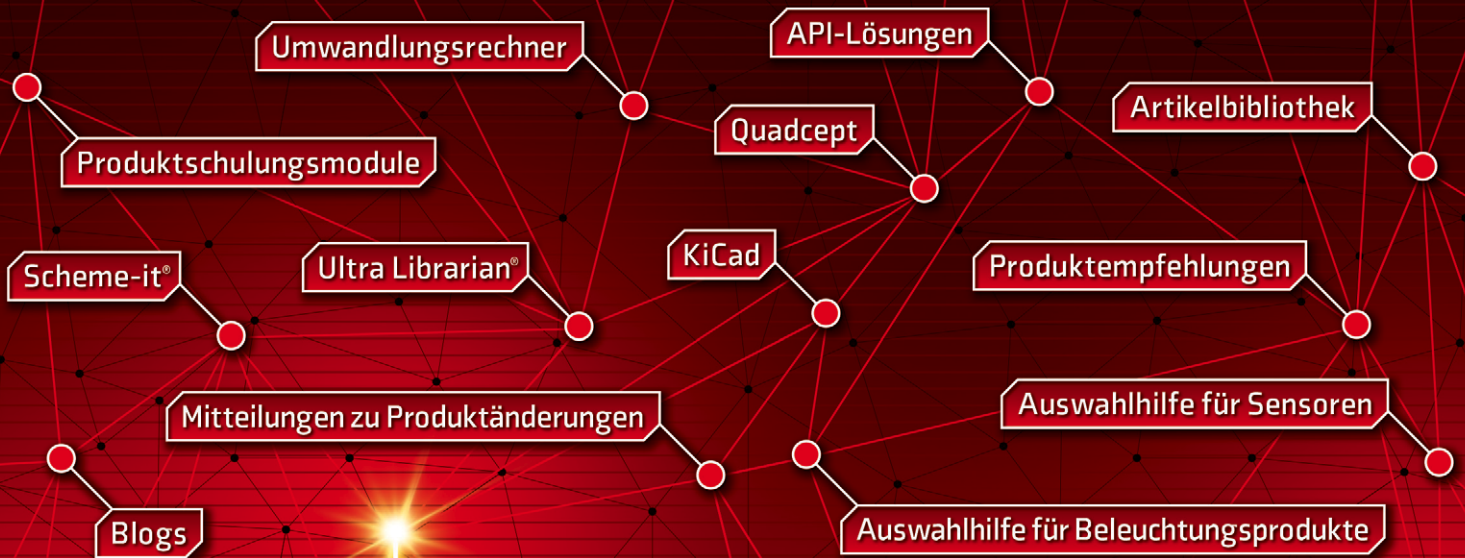 Umwandlungsrechner
API-Lösungen
Artikelbibliothek
Quadcept
Produktschulungsmodule
KiCad
Scheme-it®
Ultra Librarian®
Produktempfehlungen
Mitteilungen zu Produktänderungen
Auswahlhilfe für Sensoren
Blogs
Auswahlhilfe für Beleuchtungsprodukte